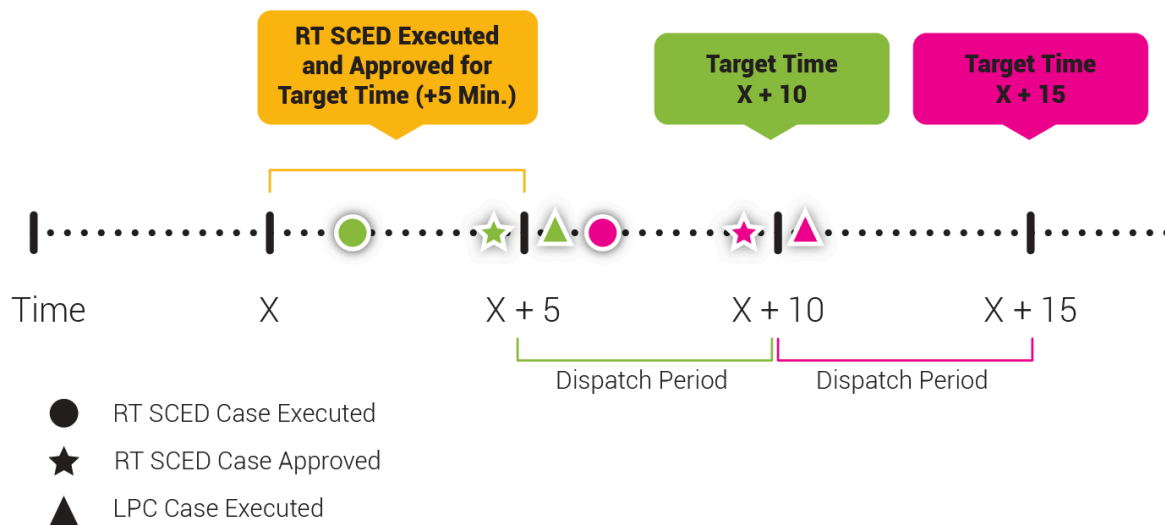 RT SCED Executed
and Approved for
Target Time (+5 Min.)
Target Time
X + 10
Target Time
X + 15
Time
X
X + 5
X + 10
X + 15
Dispatch Period
Dispatch Period
RT SCED Case Executed
RT SCED Case Approved
LPC Case Executed